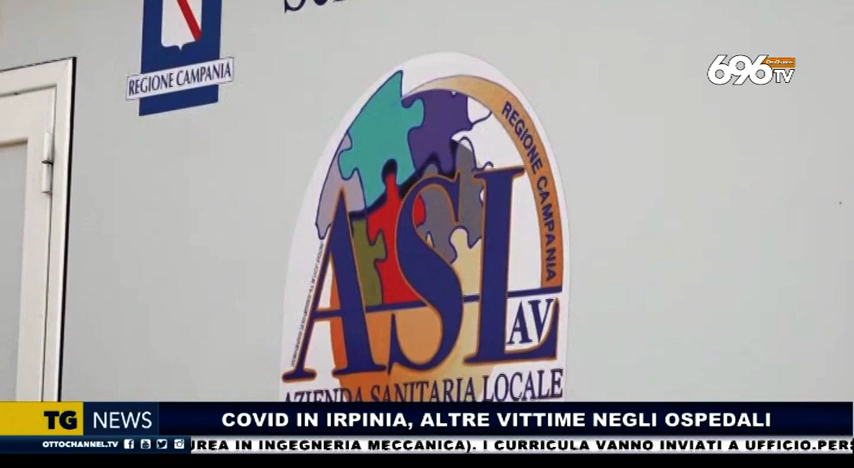 REGIONE CAMPANIA
696 TV
REGIONE CAMPANIA
ASL
AV
AZIENDA SANITARIA LOCALE
TG NEWS
COVID IN IRPINIA, ALTRE VITTIME NEGLI OSPEDALI
OTTOCHANNEL.TV
UREA IN INGEGNERIA MECCANICA). I CURRICULA VANNO INVIATI A UFFICIO.PERS